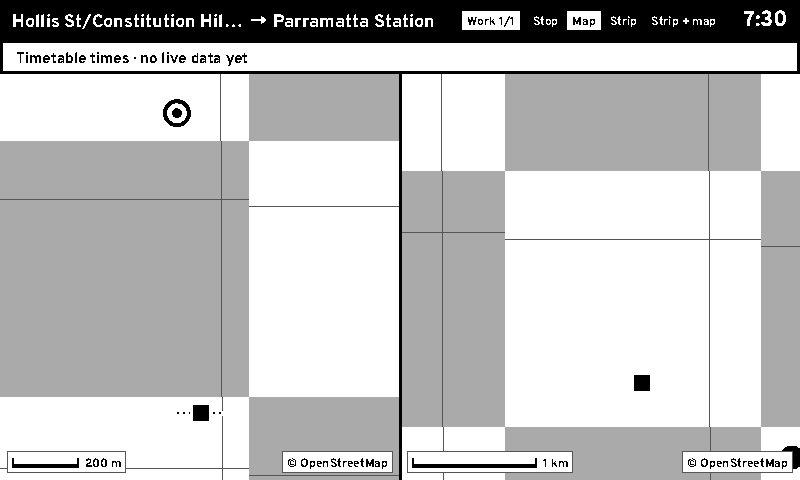 Hollis St/Constitution Hil... → Parramatta Station
Work 1/1 Stop Map Strip Strip + map 7:30
Timetable times · no live data yet
200 m © OpenStreetMap
1 km © OpenStreetMap